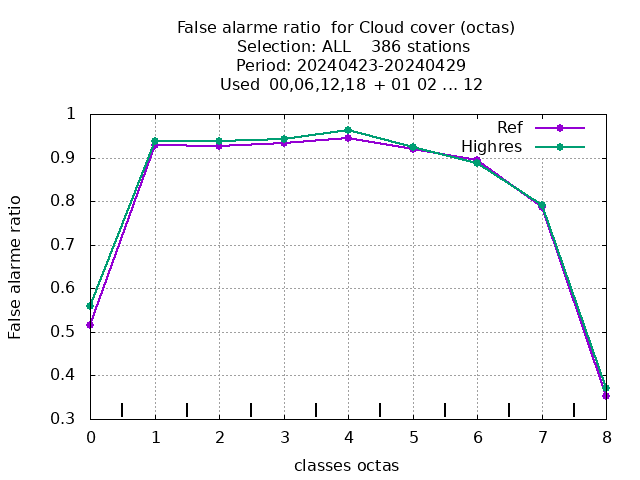 False alarme ratio  for Cloud cover (octas)
Selection: ALL    386 stations
Period: 20240423-20240429
Used  00,06,12,18  + 01 02 ... 12
Ref
Highres
1
0.9
0.8
0.7
0.6
0.5
0.4
0.3
False alarme ratio
0 1 2 3 4 5 6 7 8
classes octas